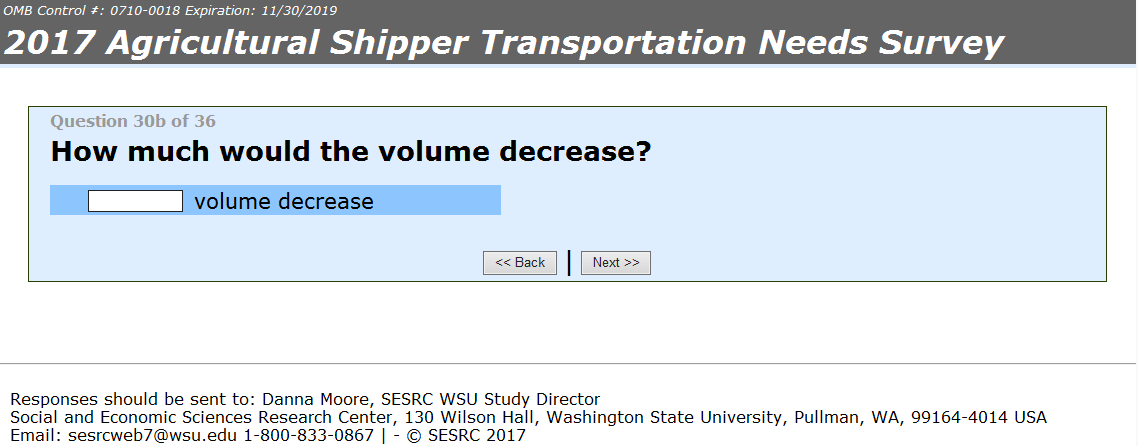 OMB Control #: 0710-0018 Expiration: 11/30/2019
2017 Agricultural Shipper Transportation Needs Survey
Question 30b of 36
How much would the volume decrease?
volume decrease
<< Back | Next >>
Responses should be sent to: Danna Moore, SESRC WSU Study Director
Social and Economic Sciences Research Center, 130 Wilson Hall, Washington State University, Pullman, WA, 99164-4014 USA
Email: sesrcweb7@wsu.edu 1-800-833-0867 | - © SESRC 2017